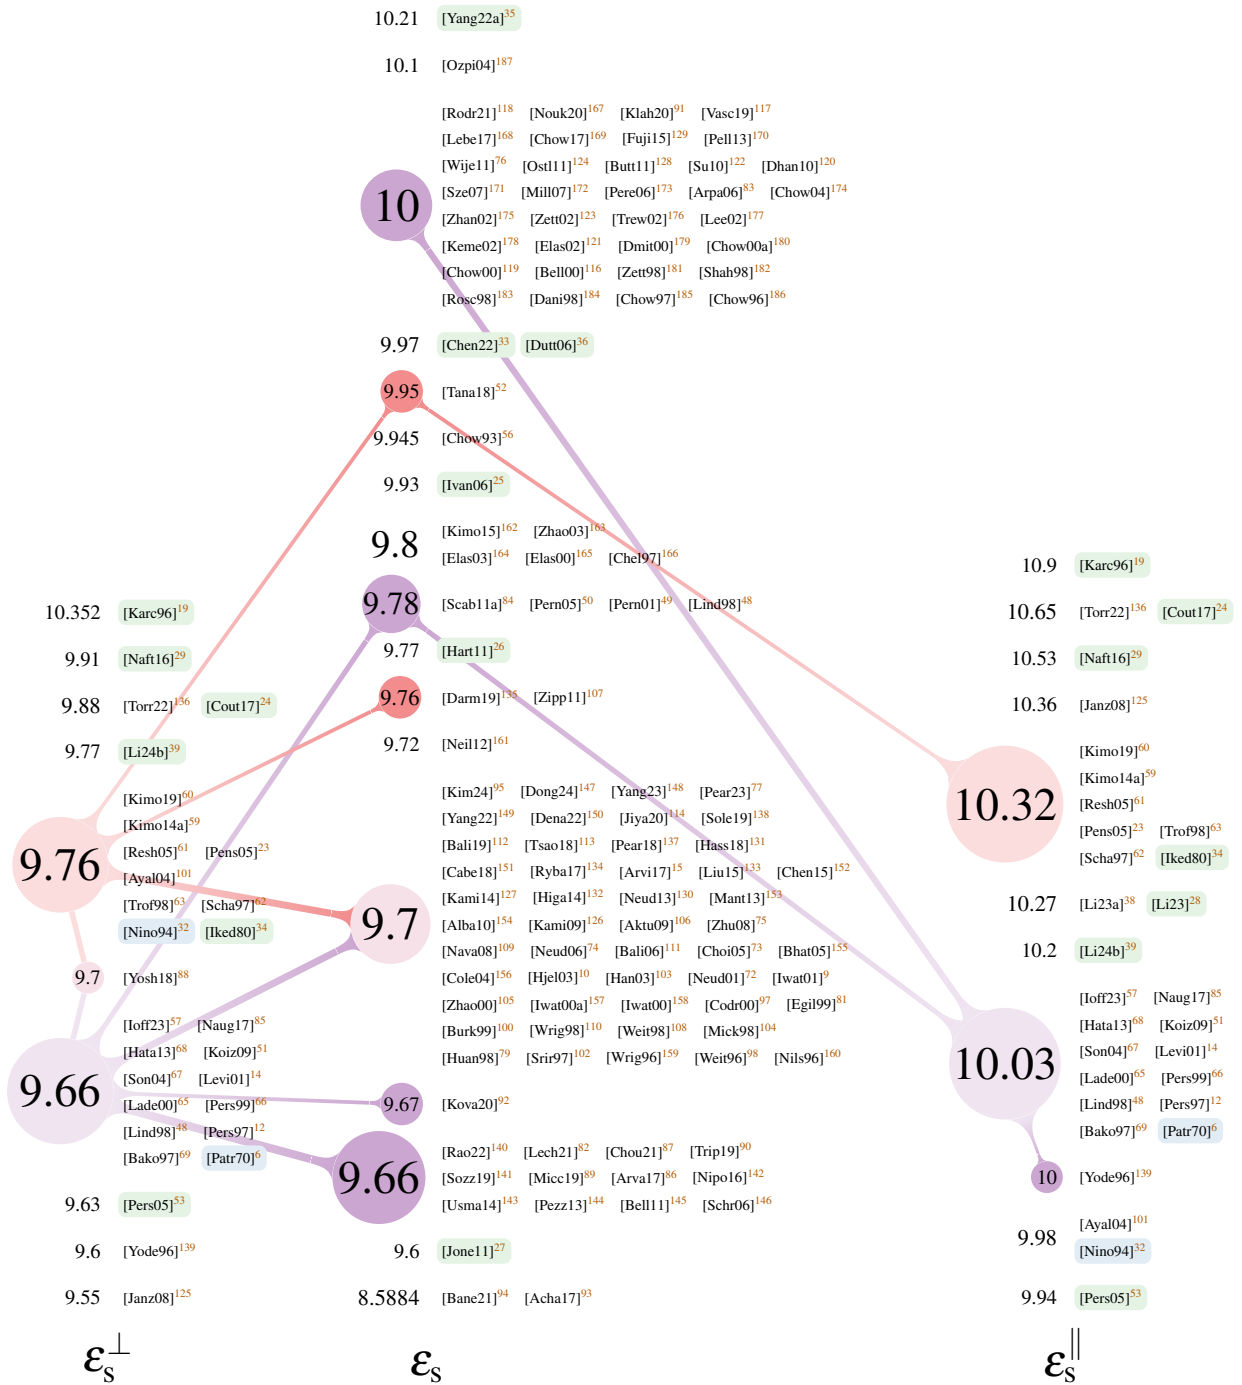 10.21 [Yang22a]35
10.1 [Ozpi04]187
10
[Rodr21]118 [Nouk20]167 [Klah20]91 [Vasc19]117
[Lebe17]168 [Chow17]169 [Fuji15]129 [Pell13]170
[Wije11]76 [Ostl11]124 [Butt11]128 [Su10]122 [Dhan10]120
[Sze07]171 [Mill07]172 [Pere06]173 [Arpa06]83 [Chow04]174
[Zhan02]175 [Zett02]123 [Trew02]176 [Lee02]177
[Keme02]178 [Elas02]121 [Dmit00]179 [Chow00a]180
[Chow00]119 [Bell00]116 [Zett98]181 [Shah98]182
[Rosc98]183 [Dani98]184 [Chow97]185 [Chow96]186
9.97 [Chen22]33 [Dutt06]36
9.95 [Tana18]52
9.945 [Chow93]56
9.93 [Ivan06]25
9.8
[Kimo15]162 [Zhao03]163
[Elas03]164 [Elas00]165 [Chel97]166
9.78 [Scab11a]84 [Pern05]50 [Pern01]49 [Lind98]48
9.77 [Hart11]26
9.76 [Darm19]135 [Zipp11]107
9.72 [Neil12]161
9.7
[Kim24]95 [Dong24]147 [Yang23]148 [Pear23]77
[Yang22]149 [Dena22]150 [Jiya20]114 [Sole19]138
[Bali19]112 [Tsao18]113 [Pear18]137 [Hass18]131
[Cabe18]151 [Ryba17]134 [Arvi17]15 [Liu15]133 [Chen15]152
[Kami14]127 [Higa14]132 [Neud13]130 [Mant13]153
[Alba10]154 [Kami09]126 [Aktu09]106 [Zhu08]75
[Nava08]109 [Neud06]74 [Bali06]111 [Choi05]73 [Bhat05]155
[Cole04]156 [Hjel03]10 [Han03]103 [Neud01]72 [Iwat01]9
[Zhao00]105 [Iwat00a]157 [Iwat00]158 [Codr00]97 [Egil99]81
[Burk99]100 [Wrig98]110 [Weit98]108 [Mick98]104
[Huan98]79 [Srir97]102 [Wrig96]159 [Weit96]98 [Nils96]160
9.67 [Kova20]92
9.66
[Rao22]140 [Lech21]82 [Chou21]87 [Trip19]90
[Sozz19]141 [Micc19]89 [Arva17]86 [Nipo16]142
[Usma14]143 [Pezz13]144 [Bell11]145 [Schr06]146
9.6 [Jone11]27
8.5884 [Bane21]94 [Acha17]93
εs
10.352 [Karc96]19
9.91 [Naft16]29
9.88 [Torr22]136 [Cout17]24
9.77 [Li24b]39
9.76
[Kimo19]60
[Kimo14a]59
[Resh05]61 [Pens05]23
[Ayal04]101
[Trof98]63 [Scha97]62
[Nino94]32 [Iked80]34
9.7 [Yosh18]88
9.66
[Ioff23]57 [Naug17]85
[Hata13]68 [Koiz09]51
[Son04]67 [Levi01]14
[Lade00]65 [Pers99]66
[Lind98]48 [Pers97]12
[Bako97]69 [Patr70]6
9.63 [Pers05]53
9.6 [Yode96]139
9.55 [Janz08]125
εs⊥
10.9 [Karc96]19
10.65 [Torr22]136 [Cout17]24
10.53 [Naft16]29
10.36 [Janz08]125
10.32
[Kimo19]60
[Kimo14a]59
[Resh05]61
[Pens05]23 [Trof98]63
[Scha97]62 [Iked80]34
10.27 [Li23a]38 [Li23]28
10.2 [Li24b]39
10.03
[Ioff23]57 [Naug17]85
[Hata13]68 [Koiz09]51
[Son04]67 [Levi01]14
[Lade00]65 [Pers99]66
[Lind98]48 [Pers97]12
[Bako97]69 [Patr70]6
10 [Yode96]139
9.98
[Ayal04]101
[Nino94]32
9.94 [Pers05]53
εs∥